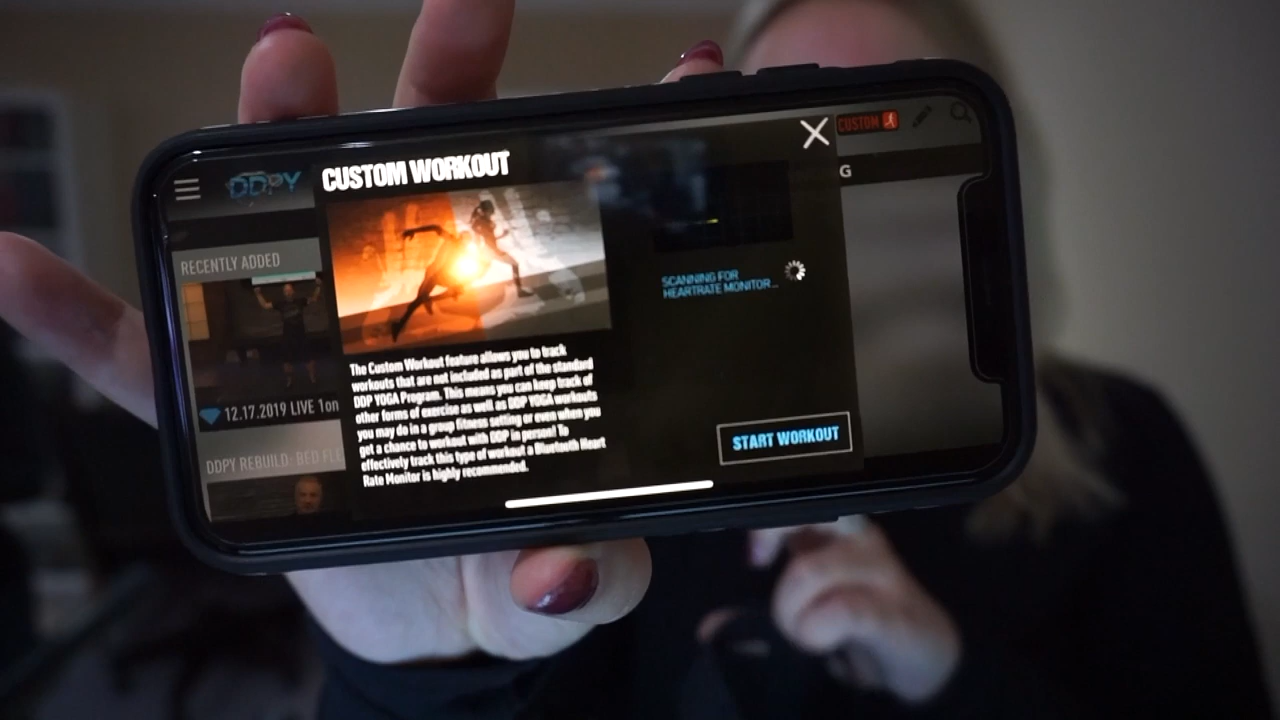 DDPY
CUSTOM WORKOUT
CUSTOM
G
RECENTLY ADDED
12.17.2019 LIVE 1on
DDPY REBUILD- BED FL
The Custom Workout feature allows you to track
workouts that are not included as part of the standard
DDP YOGA Program. This means you can keep track of
other forms of exercise as well as DDP YOGA workouts
you may do in a group fitness setting or even when you
get a chance to workout with DDP in person! To
effectively track this type of workout a Bluetooth Heart
Rate Monitor is highly recommended.
SCANNING FOR
HEARTRATE MONITOR...
START WORKOUT